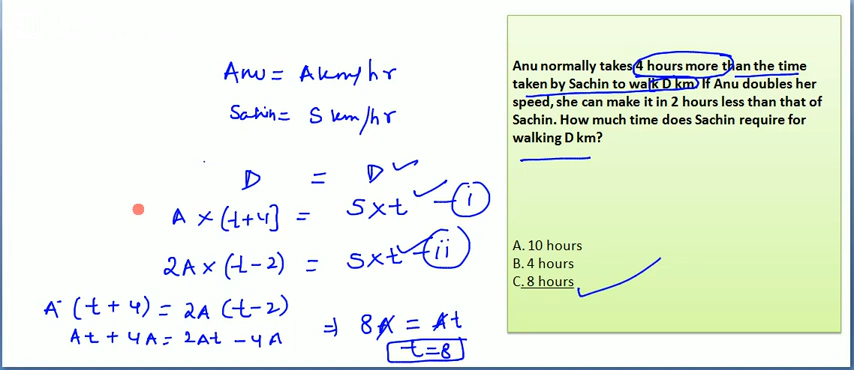 Anu = A km/hr
Sachin = S km/hr
D = D
A × (t+4] = S×t – i
2A × (t-2) = S×t – ii
A (t+4) = 2A (t-2)
At + 4A = 2At - 4A
⇒ 8A = At
t=8
Anu normally takes 4 hours more than the time
taken by Sachin to walk D km. If Anu doubles her
speed, she can make it in 2 hours less than that of
Sachin. How much time does Sachin require for
walking D km?
A. 10 hours
B. 4 hours
C. 8 hours